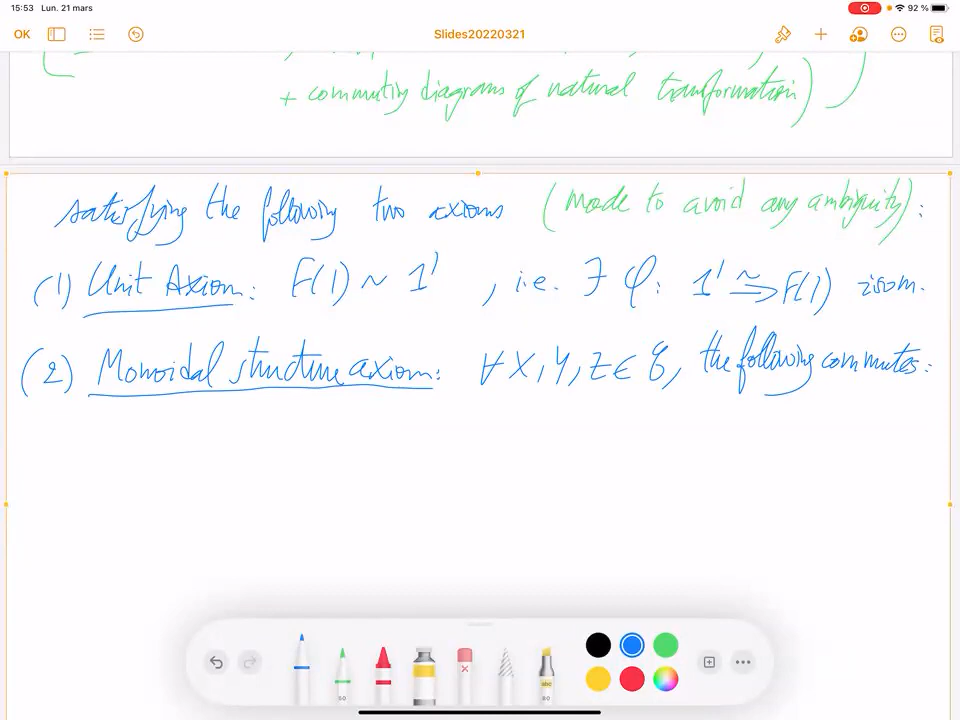 15:53 Lun. 21 mars 92 %
OK Slides20220321
+ commuting diagrams of natural transformation)
satisfying the following two axioms (made to avoid any ambiguity):
(1) Unit Axiom: F(1) ~ 1' , i.e. ∃ φ: 1' ⥲ F(1) isom.
(2) Monoidal structure axiom: ∀ X, Y, Z ∈ C, the following commutes:
50 80